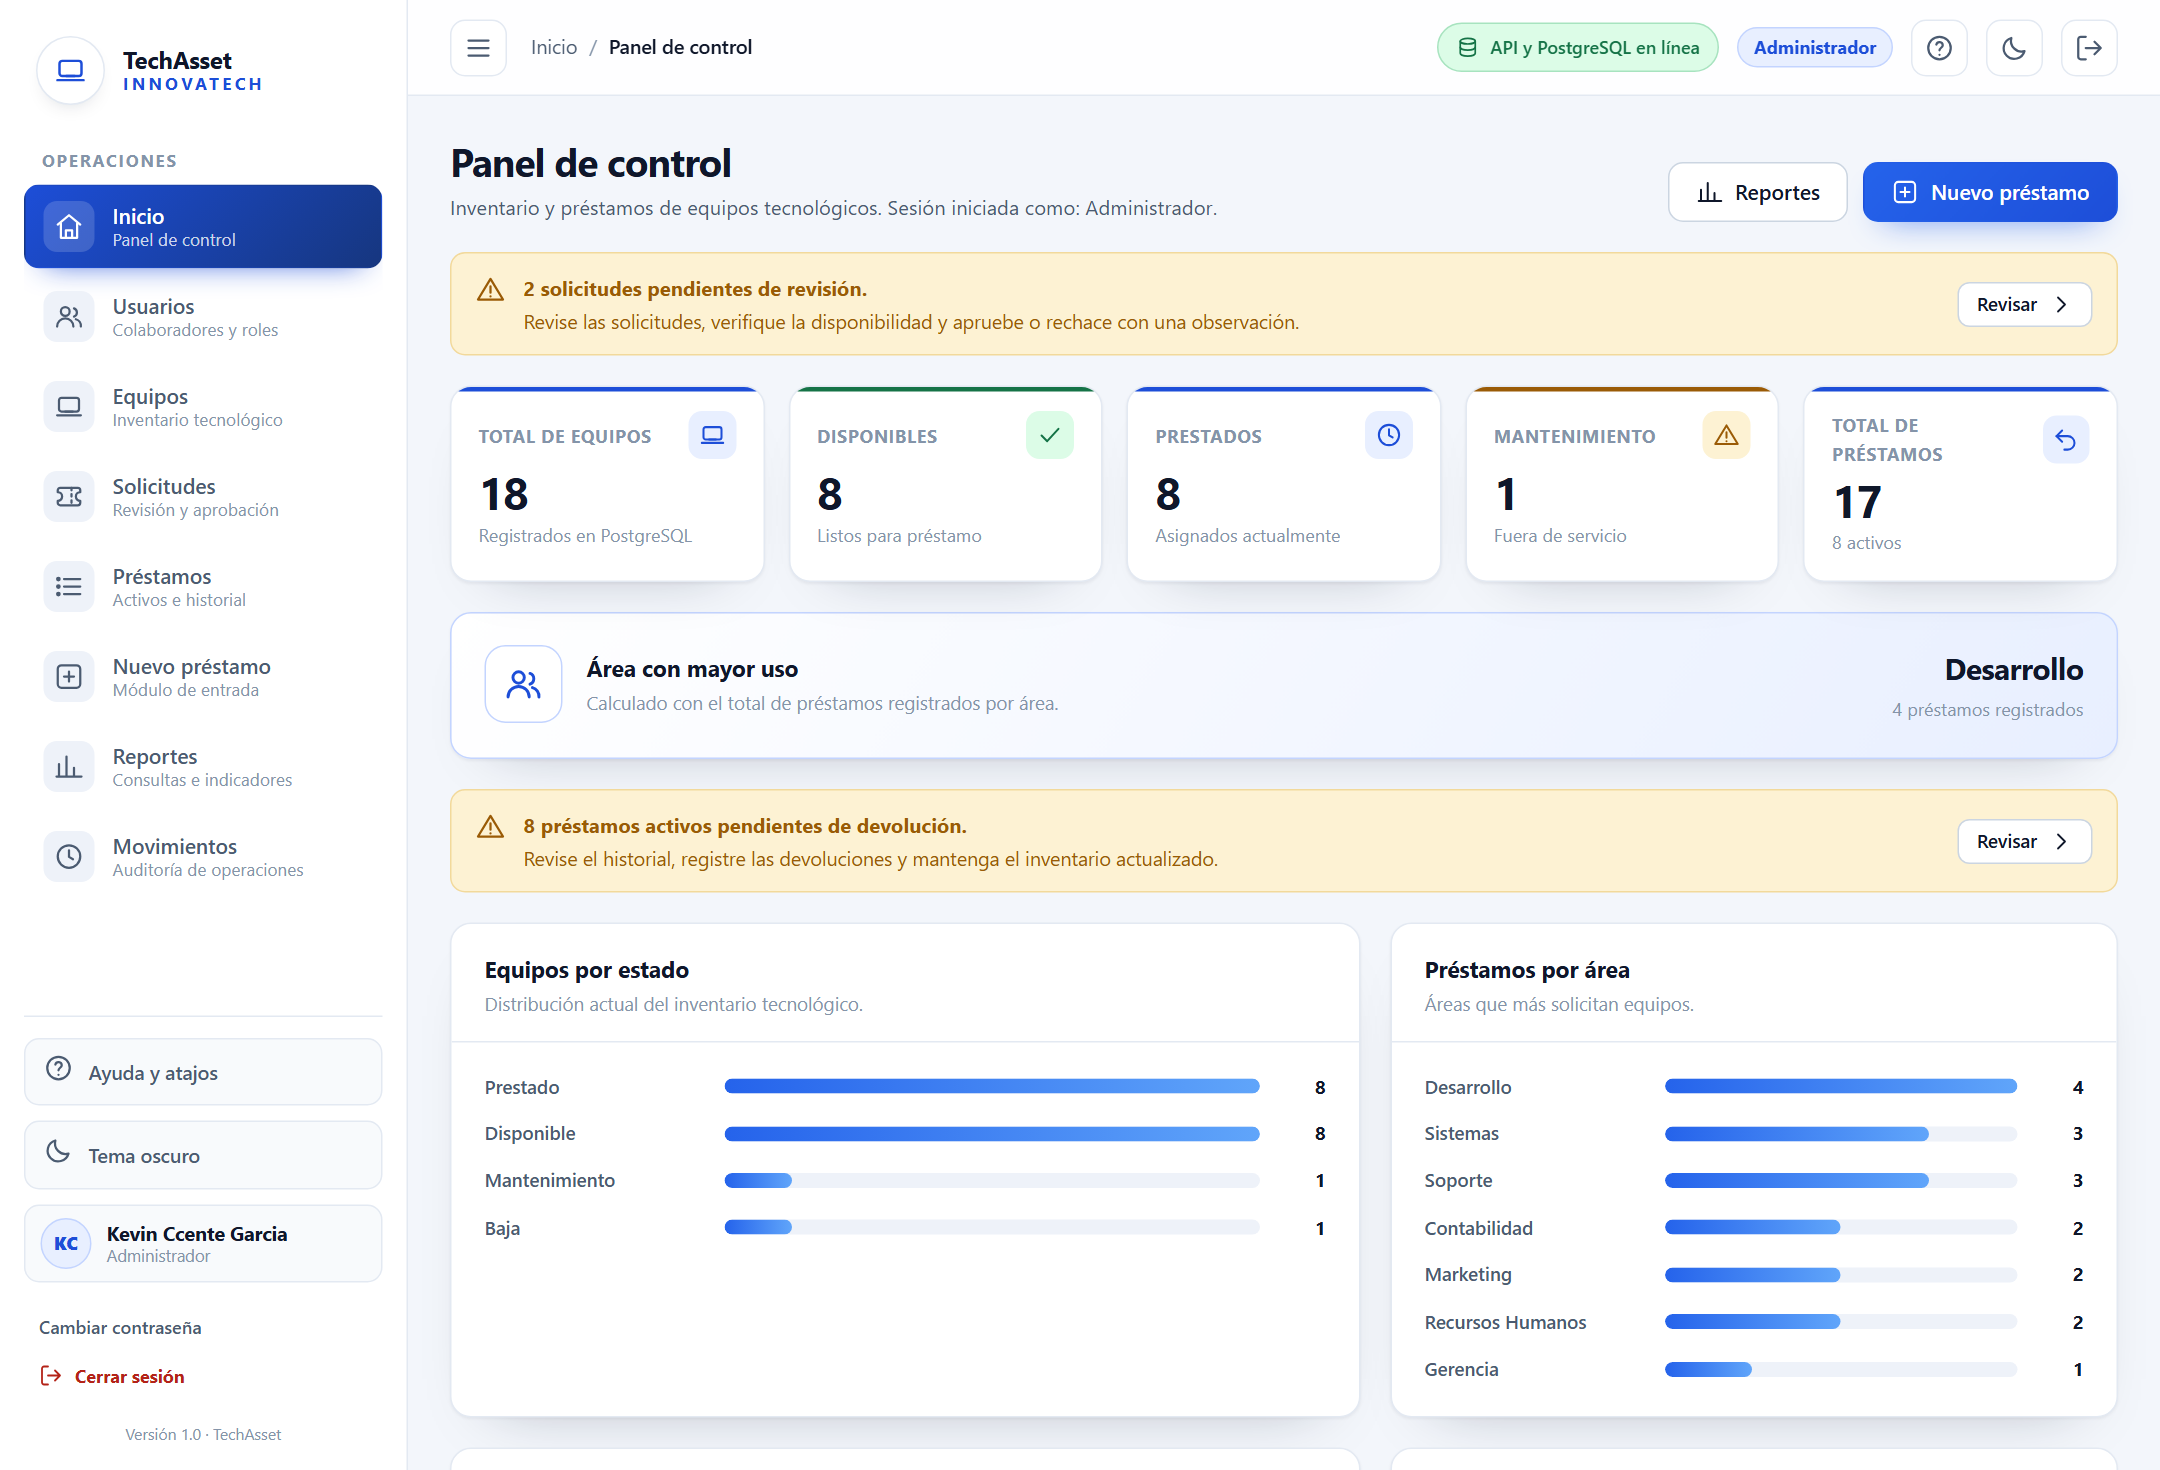 TechAsset
INNOVATECH
OPERACIONES
Inicio
Panel de control
Usuarios
Colaboradores y roles
Equipos
Inventario tecnológico
Solicitudes
Revisión y aprobación
Préstamos
Activos e historial
Nuevo préstamo
Módulo de entrada
Reportes
Consultas e indicadores
Movimientos
Auditoría de operaciones
Ayuda y atajos
Tema oscuro
KC
Kevin Ccente Garcia
Administrador
Cambiar contraseña
Cerrar sesión
Versión 1.0 · TechAsset
Inicio / Panel de control
API y PostgreSQL en línea
Administrador
Panel de control
Inventario y préstamos de equipos tecnológicos. Sesión iniciada como: Administrador.
Reportes
Nuevo préstamo
2 solicitudes pendientes de revisión.
Revise las solicitudes, verifique la disponibilidad y apruebe o rechace con una observación.
Revisar
TOTAL DE EQUIPOS
18
Registrados en PostgreSQL
DISPONIBLES
8
Listos para préstamo
PRESTADOS
8
Asignados actualmente
MANTENIMIENTO
1
Fuera de servicio
TOTAL DE
PRÉSTAMOS
17
8 activos
Área con mayor uso
Calculado con el total de préstamos registrados por área.
Desarrollo
4 préstamos registrados
8 préstamos activos pendientes de devolución.
Revise el historial, registre las devoluciones y mantenga el inventario actualizado.
Revisar
Equipos por estado
Distribución actual del inventario tecnológico.
Prestado 8
Disponible 8
Mantenimiento 1
Baja 1
Préstamos por área
Áreas que más solicitan equipos.
Desarrollo 4
Sistemas 3
Soporte 3
Contabilidad 2
Marketing 2
Recursos Humanos 2
Gerencia 1